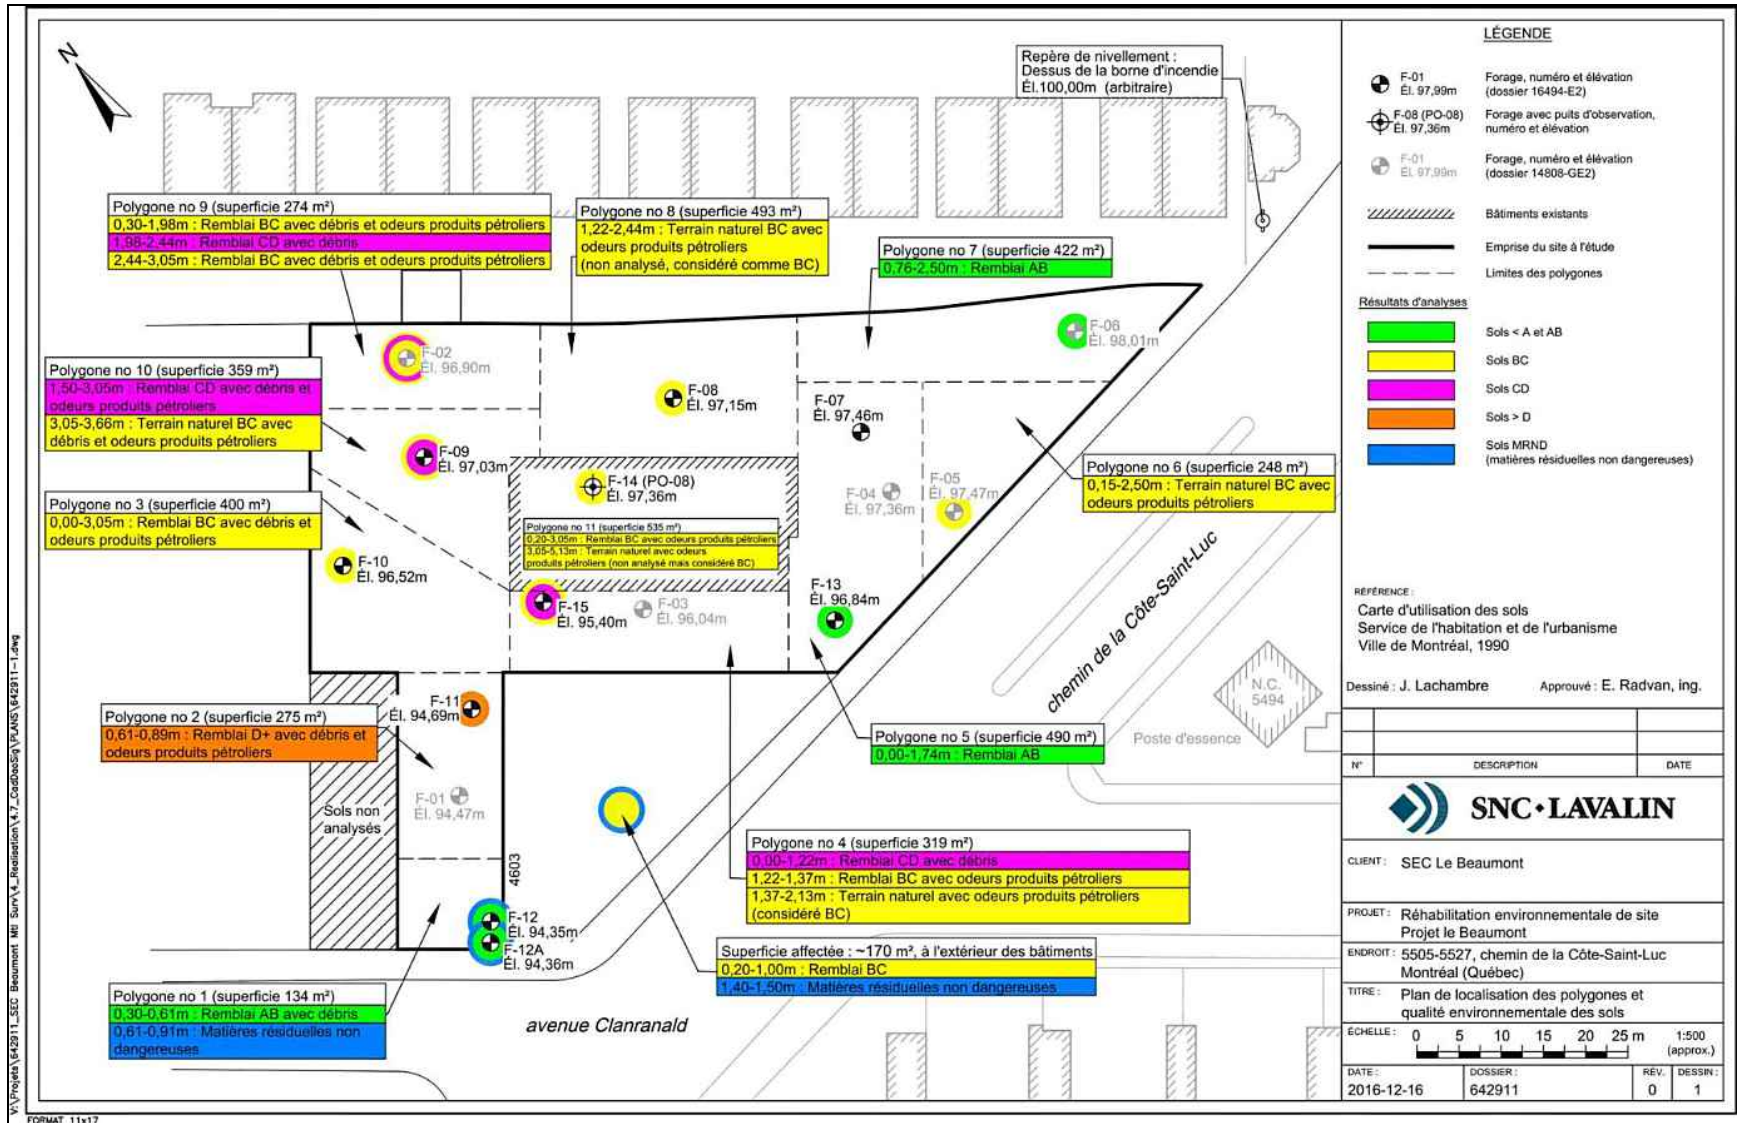 N
Repère de nivellement :
Dessus de la borne d'incendie
Él.100,00m (arbitraire)
Polygone no 9 (superficie 274 m²)
0,30-1,98m : Remblai BC avec débris et odeurs produits pétroliers
1,98-2,44m : Remblai CD avec débris
2,44-3,05m : Remblai BC avec débris et odeurs produits pétroliers
Polygone no 8 (superficie 493 m²)
1,22-2,44m : Terrain naturel BC avec
odeurs produits pétroliers
(non analysé, considéré comme BC)
Polygone no 7 (superficie 422 m²)
0,76-2,50m : Remblai AB
Polygone no 10 (superficie 359 m²)
1,50-3,05m : Remblai CD avec débris et
odeurs produits pétroliers
3,05-3,66m : Terrain naturel BC avec
débris et odeurs produits pétroliers
Polygone no 3 (superficie 400 m²)
0,00-3,05m : Remblai BC avec débris et
odeurs produits pétroliers
Polygone no 6 (superficie 248 m²)
0,15-2,50m : Terrain naturel BC avec
odeurs produits pétroliers
Polygone no 11 (superficie 535 m²)
0,20-3,05m : Remblai BC avec odeurs produits pétroliers
3,05-5,13m : Terrain naturel avec odeurs
produits pétroliers (non analysé mais considéré BC)
Polygone no 2 (superficie 275 m²)
0,61-0,89m : Remblai D+ avec débris et
odeurs produits pétroliers
Polygone no 5 (superficie 490 m²)
0,00-1,74m : Remblai AB
Polygone no 4 (superficie 319 m²)
0,00-1,22m : Remblai CD avec débris
1,22-1,37m : Remblai BC avec odeurs produits pétroliers
1,37-2,13m : Terrain naturel avec odeurs produits pétroliers
(considéré BC)
Superficie affectée : ~170 m², à l'extérieur des bâtiments
0,20-1,00m : Remblai BC
1,40-1,50m : Matières résiduelles non dangereuses
Polygone no 1 (superficie 134 m²)
0,30-0,61m : Remblai AB avec débris
0,61-0,91m : Matières résiduelles non
dangereuses
F-02
Él. 96,90m
F-06
Él. 98,01m
F-08
Él. 97,15m
F-07
Él. 97,46m
F-09
Él. 97,03m
F-14 (PO-08)
Él. 97,36m
F-04
Él. 97,36m
F-05
Él. 97,47m
F-10
Él. 96,52m
F-15
Él. 95,40m
F-03
Él. 96,04m
F-13
Él. 96,84m
F-11
Él. 94,69m
F-01
Él. 94,47m
F-12
Él. 94,35m
F-12A
Él. 94,36m
Sols non
analysés
4603
chemin de la Côte-Saint-Luc
avenue Clanranald
Poste d'essence
N.C.
5494
LÉGENDE
F-01
Él. 97,99m
Forage, numéro et élévation
(dossier 16494-E2)
F-08 (PO-08)
Él. 97,36m
Forage avec puits d'observation,
numéro et élévation
F-01
Él. 97,99m
Forage, numéro et élévation
(dossier 14808-GE2)
Bâtiments existants
Emprise du site à l'étude
Limites des polygones
Résultats d'analyses
Sols < A et AB
Sols BC
Sols CD
Sols > D
Sols MRND
(matières résiduelles non dangereuses)
RÉFÉRENCE :
Carte d'utilisation des sols
Service de l'habitation et de l'urbanisme
Ville de Montréal, 1990
Dessiné : J. Lachambre Approuvé : E. Radvan, ing.
N° DESCRIPTION DATE
SNC•LAVALIN
CLIENT : SEC Le Beaumont
PROJET : Réhabilitation environnementale de site
Projet le Beaumont
ENDROIT : 5505-5527, chemin de la Côte-Saint-Luc
Montréal (Québec)
TITRE : Plan de localisation des polygones et
qualité environnementale des sols
ÉCHELLE : 0 5 10 15 20 25 m 1:500
(approx.)
DATE : DOSSIER : RÉV. DESSIN :
2016-12-16 642911 0 1
V:\Projets\642911_SEC Beaumont Mtl Surv\4_Realisation\4.7_CadDaoSig\PLANS\642911-1.dwg
FORMAT 11x17